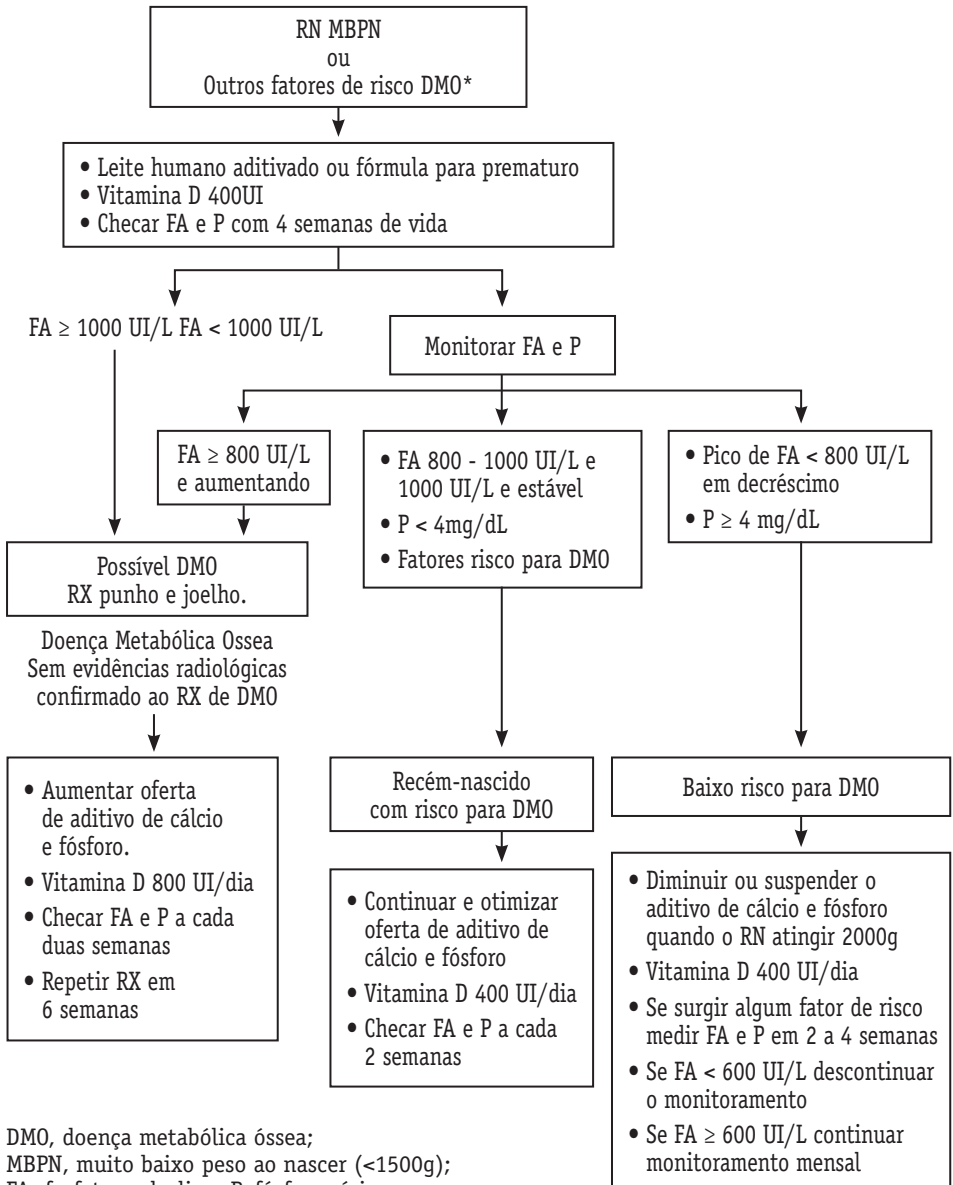 RN MBPN
ou
Outros fatores de risco DMO*
• Leite humano aditivado ou fórmula para prematuro
• Vitamina D 400UI
• Checar FA e P com 4 semanas de vida
FA ≥ 1000 UI/L FA < 1000 UI/L
Monitorar FA e P
FA ≥ 800 UI/L
e aumentando
• FA 800 - 1000 UI/L e
1000 UI/L e estável
• P < 4mg/dL
• Fatores risco para DMO
• Pico de FA < 800 UI/L
em decréscimo
• P ≥ 4 mg/dL
Possível DMO
RX punho e joelho.
Doença Metabólica Ossea
Sem evidências radiológicas
confirmado ao RX de DMO
• Aumentar oferta
de aditivo de cálcio
e fósforo.
• Vitamina D 800 UI/dia
• Checar FA e P a cada
duas semanas
• Repetir RX em
6 semanas
Recém-nascido
com risco para DMO
• Continuar e otimizar
oferta de aditivo de
cálcio e fósforo
• Vitamina D 400 UI/dia
• Checar FA e P a cada
2 semanas
Baixo risco para DMO
• Diminuir ou suspender o
aditivo de cálcio e fósforo
quando o RN atingir 2000g
• Vitamina D 400 UI/dia
• Se surgir algum fator de risco
medir FA e P em 2 a 4 semanas
• Se FA < 600 UI/L descontinuar
o monitoramento
• Se FA ≥ 600 UI/L continuar
monitoramento mensal
DMO, doença metabólica óssea;
MBPN, muito baixo peso ao nascer (<1500g);